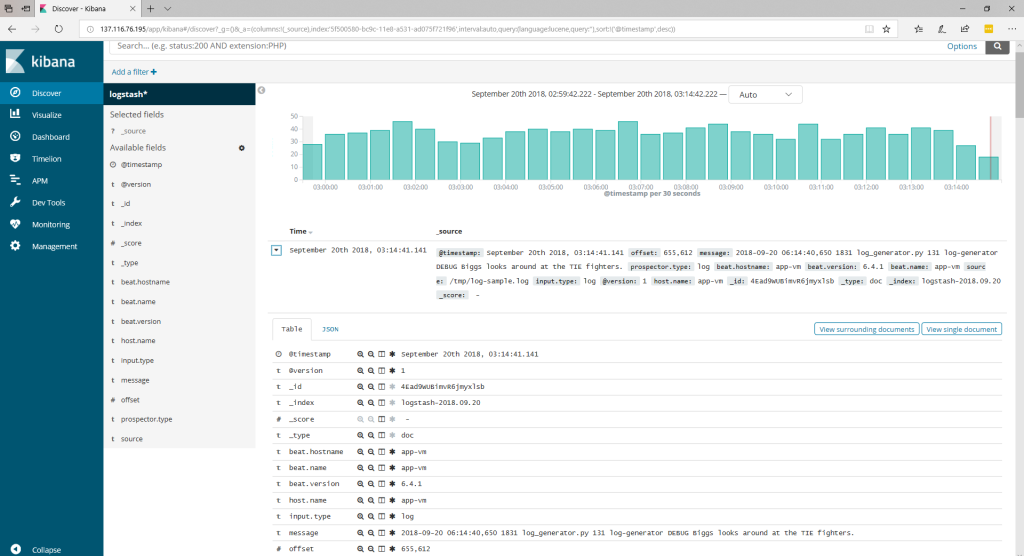 Discover - Kibana
137.116.76.195/app/kibana#/discover?_g=()&_a=(columns:!(_source),index:'5f500580-bc9c-11e8-a531-ad075f721f96',interval:auto,query:(language:lucene,query:''),sort:!('@timestamp',desc))
Search... (e.g. status:200 AND extension:PHP)
Options
kibana
Add a filter +
Discover
Visualize
Dashboard
Timelion
APM
Dev Tools
Monitoring
Management
Collapse
logstash*
Selected fields
? _source
Available fields
@timestamp
t @version
t _id
t _index
# _score
t _type
t beat.hostname
t beat.name
t beat.version
t host.name
t input.type
t message
# offset
t prospector.type
t source
September 20th 2018, 02:59:42.222 - September 20th 2018, 03:14:42.222 —
Auto
50
40
30
20
10
0
03:00:00 03:01:00 03:02:00 03:03:00 03:04:00 03:05:00 03:06:00 03:07:00 03:08:00 03:09:00 03:10:00 03:11:00 03:12:00 03:13:00 03:14:00
@timestamp per 30 seconds
Time _source
September 20th 2018, 03:14:41.141
@timestamp: September 20th 2018, 03:14:41.141 offset: 655,612 message: 2018-09-20 06:14:40,650 1831 log_generator.py 131 log-generator
DEBUG Biggs looks around at the TIE fighters. prospector.type: log beat.hostname: app-vm beat.version: 6.4.1 beat.name: app-vm sourc
e: /tmp/log-sample.log input.type: log @version: 1 host.name: app-vm _id: 4Ead9WUBimvR6jmyxlsb _type: doc _index: logstash-2018.09.20
_score: -
Table JSON
View surrounding documents View single document
@timestamp September 20th 2018, 03:14:41.141
t @version 1
t _id 4Ead9WUBimvR6jmyxlsb
t _index logstash-2018.09.20
# _score -
t _type doc
t beat.hostname app-vm
t beat.name app-vm
t beat.version 6.4.1
t host.name app-vm
t input.type log
t message 2018-09-20 06:14:40,650 1831 log_generator.py 131 log-generator DEBUG Biggs looks around at the TIE fighters.
# offset 655,612